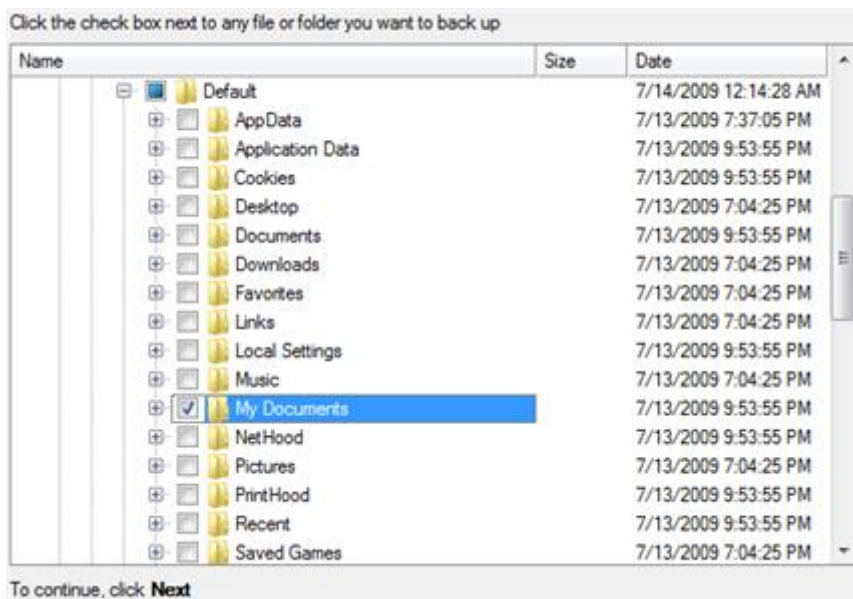 Click the check box next to any file or folder you want to back up
Name Size Date
Default 7/14/2009 12:14:28 AM
AppData 7/13/2009 7:37:05 PM
Application Data 7/13/2009 9:53:55 PM
Cookies 7/13/2009 9:53:55 PM
Desktop 7/13/2009 7:04:25 PM
Documents 7/13/2009 9:53:55 PM
Downloads 7/13/2009 7:04:25 PM
Favorites 7/13/2009 7:04:25 PM
Links 7/13/2009 7:04:25 PM
Local Settings 7/13/2009 9:53:55 PM
Music 7/13/2009 7:04:25 PM
My Documents 7/13/2009 9:53:55 PM
NetHood 7/13/2009 9:53:55 PM
Pictures 7/13/2009 7:04:25 PM
PrintHood 7/13/2009 9:53:55 PM
Recent 7/13/2009 9:53:55 PM
Saved Games 7/13/2009 7:04:25 PM
To continue, click Next